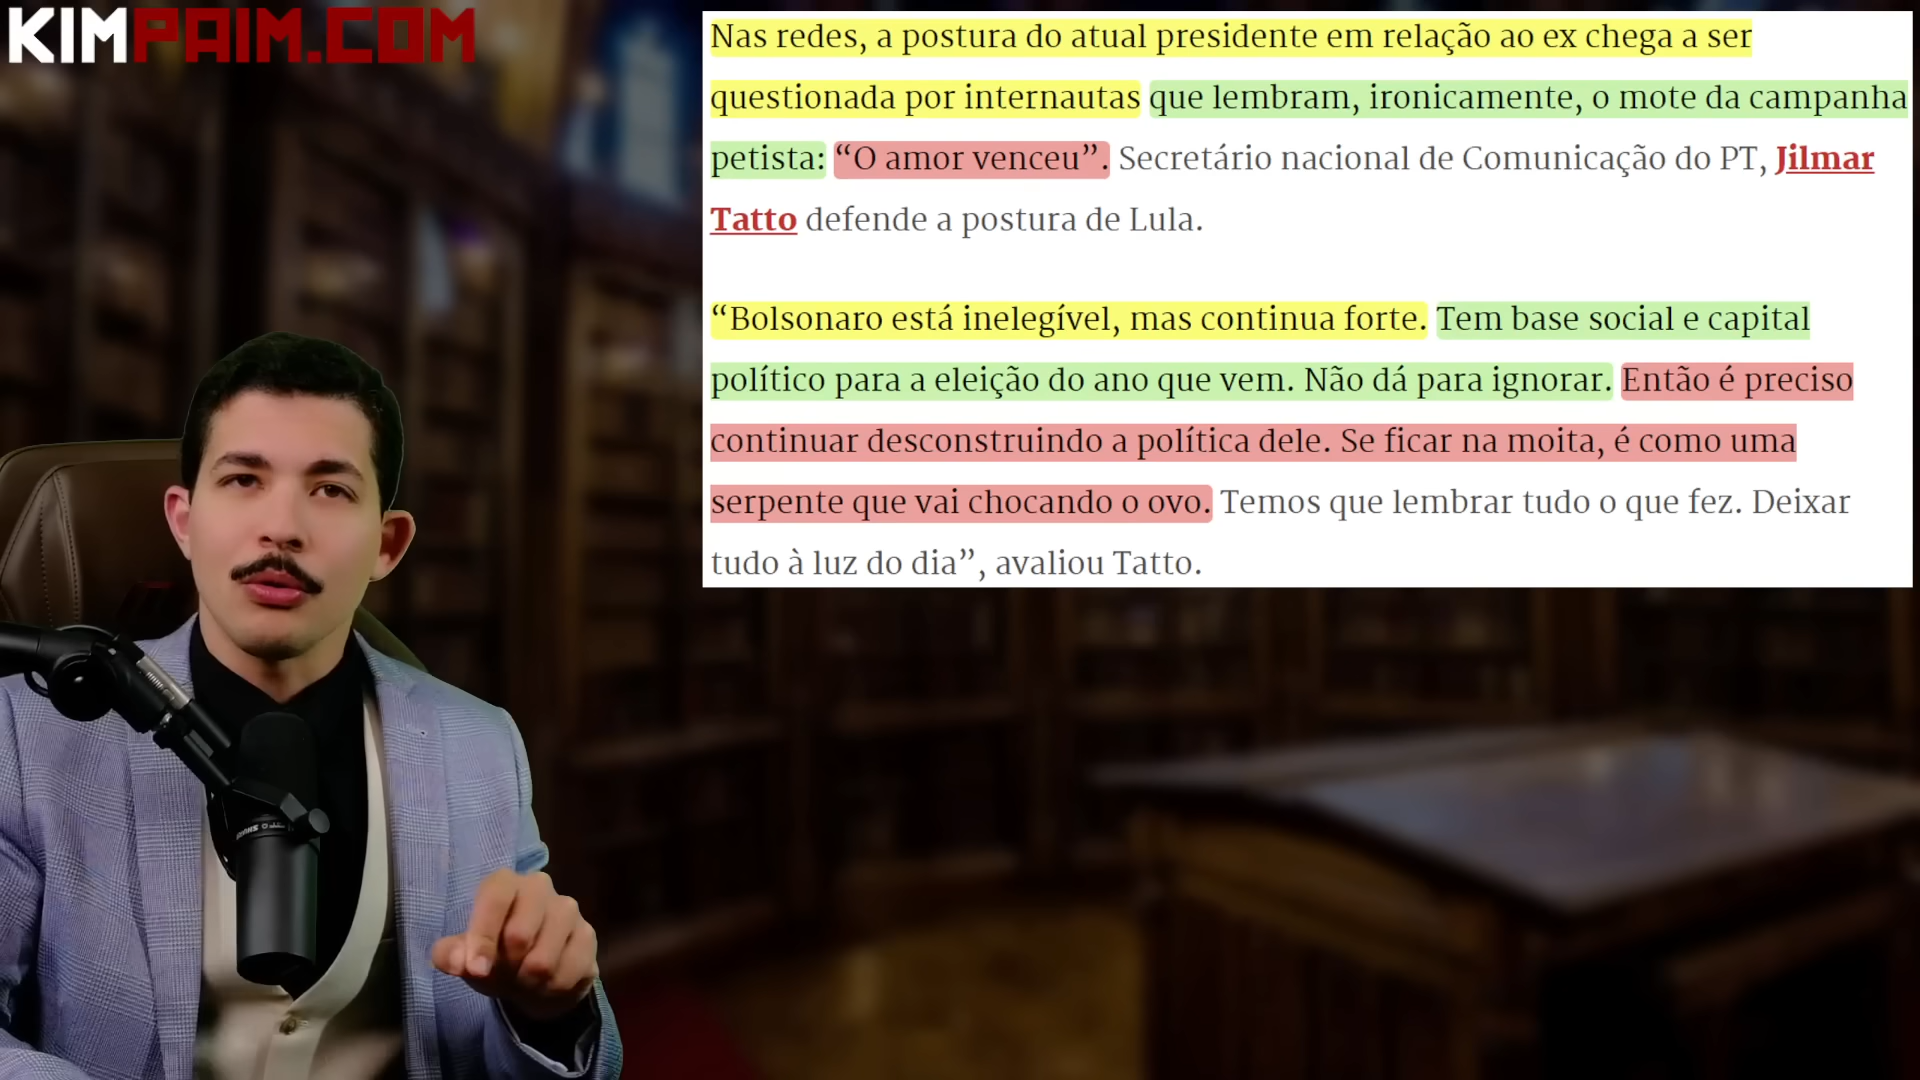 KIMPAIM.COM
Nas redes, a postura do atual presidente em relação ao ex chega a ser
questionada por internautas que lembram, ironicamente, o mote da campanha
petista: “O amor venceu”. Secretário nacional de Comunicação do PT, Jilmar
Tatto defende a postura de Lula.
“Bolsonaro está inelegível, mas continua forte. Tem base social e capital
político para a eleição do ano que vem. Não dá para ignorar. Então é preciso
continuar desconstruindo a política dele. Se ficar na moita, é como uma
serpente que vai chocando o ovo. Temos que lembrar tudo o que fez. Deixar
tudo à luz do dia”, avaliou Tatto.